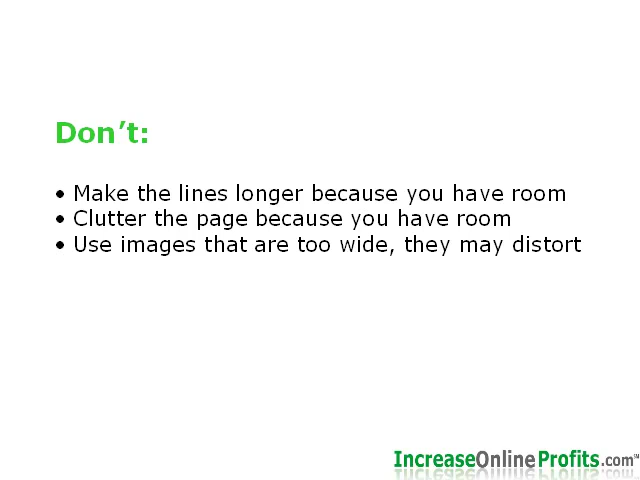 Don’t:
• Make the lines longer because you have room
• Clutter the page because you have room
• Use images that are too wide, they may distort
IncreaseOnlineProfits.com℠